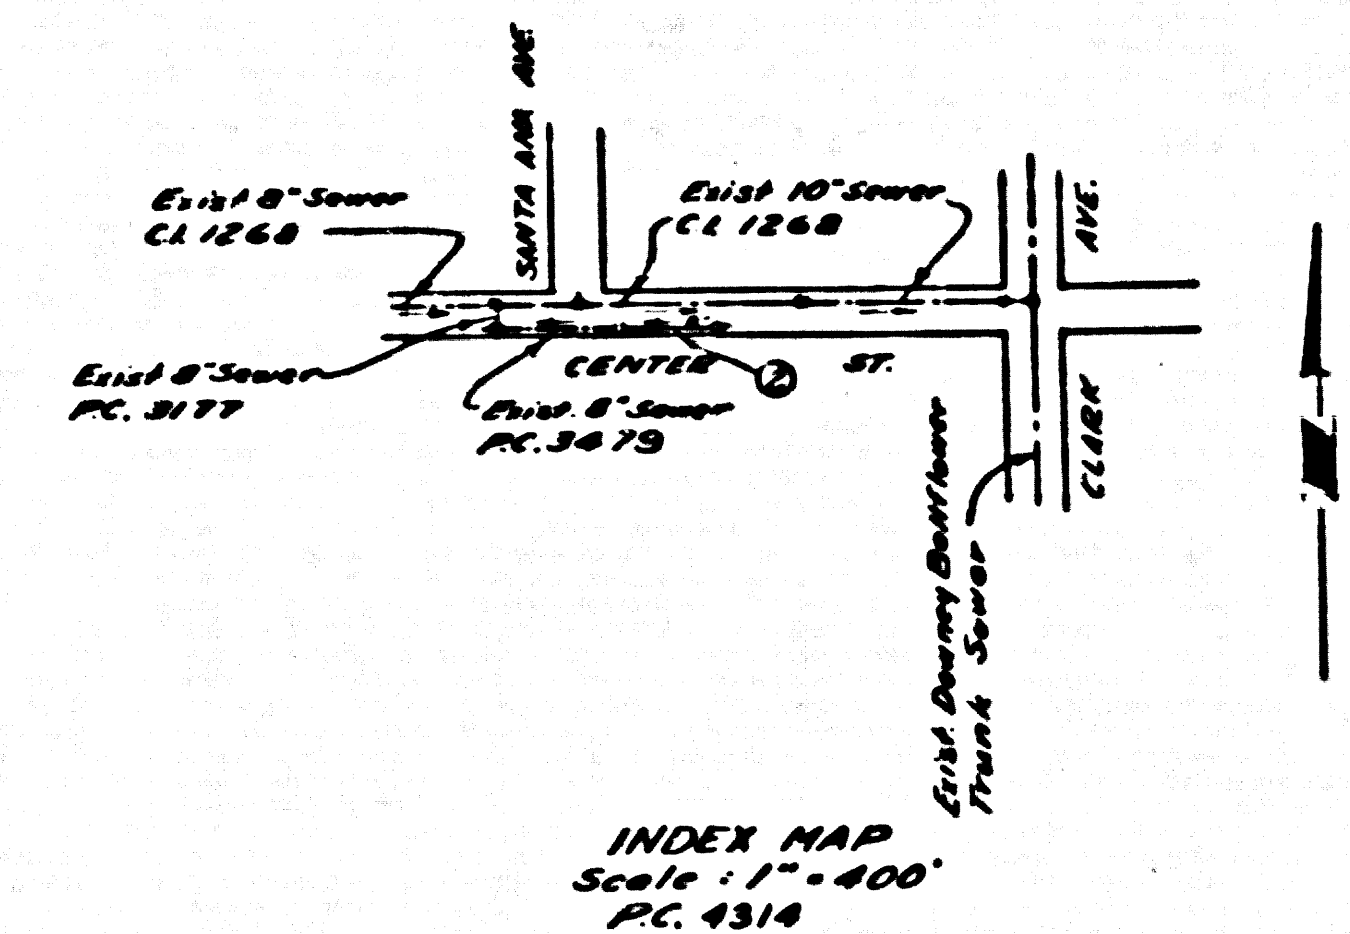 SANTA ANA AVE.
Exist 8" Sewer
C.I. 1268
Exist 10" Sewer
C.I. 1268
AVE.
Exist 8" Sewer
P.C. 3177
CENTER ST.
2
Exist. 8" Sewer
P.C. 3479
CLARK
Exist. Downey Bellflower
Trunk Sewer
INDEX MAP
Scale : 1" = 400'
P.C. 4314